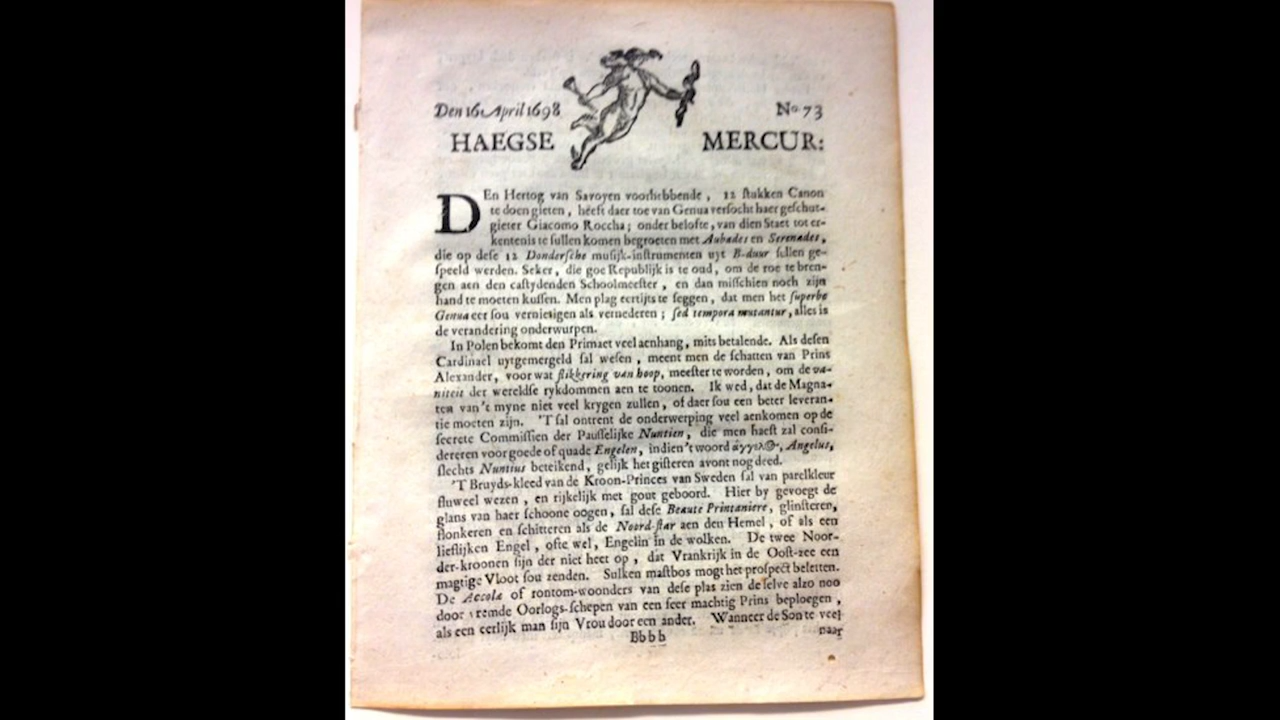 Den 16 April 1698
No 73
HAEGSE MERCUR:
DEn Hertog van Savoyen voorhebbende, 12 ſtukken Canon
te doen gieten, heeft daer toe van Genua verſocht haer geſchut-
gieter Giacomo Roccha; onder belofte, van dien Staet tot er-
kentenis te ſullen komen begroeten met Aubades en Serenades,
die op deſe 12 Donderſche muſijk-inſtrumenten uyt B-duur ſullen ge-
ſpeeld werden. Seker, die goe Republijk is te oud, om de roe te bren-
gen aen den caſtydenden Schoolmeeſter, en dan miſſchien noch zijn
hand te moeten kuſſen. Men plag eertijts te ſeggen, dat men het ſuperbe
Genua eer ſou vernietigen als vernederen; ſed tempora mutantur, alles is
de verandering onderwurpen.
In Polen bekomt den Primaet veel aenhang, mits betalende. Als deſen
Cardinael uytgemergeld ſal weſen, meent men de ſchatten van Prins
Alexander, voor wat flikkering van hoop, meeſter te worden, om de va-
niteit der wereldſe rykdommen aen te toonen. Ik wed, dat de Magna-
ten van 't myne niet veel krygen zullen, of daer ſou een beter leveran-
tie moeten zijn. 'T ſal ontrent de onderwerping veel aenkomen op de
ſecrete Commiſſien der Pauſſelijke Nuntien, die men haeſt zal conſi-
dereren voor goede of quade Engelen, indien 't woord ἄγγελος, Angelus,
ſlechts Nuntius beteikend, gelijk het giſteren avont nog deed.
'T Bruyds-kleed van de Kroon-Princes van Sweden ſal van parelkleur
fluweel wezen, en rijkelijk met gout geboord. Hier by gevoegt de
glans van haer ſchoone oogen, ſal deſe Beaute Printaniere, glinſteren,
flonkeren en ſchitteren als de Noord-ſtar aen den Hemel, of als een
lieflijken Engel, ofte wel, Engelin in de wolken. De twee Noor-
der-kroonen ſijn der niet heet op, dat Vrankrijk in de Ooſt-zee een
magtige Vloot ſou zenden. Sulken maſtbos mogt het proſpect beletten.
De Accolæ of rontom-woonders van deſe plas zien de ſelve alzo noo
door vremde Oorlogs-ſchepen van een ſeer machtig Prins beploegen,
als een eerlijk man ſijn Vrou door een ander. Wanneer de Son te veel
Bbbb
naar